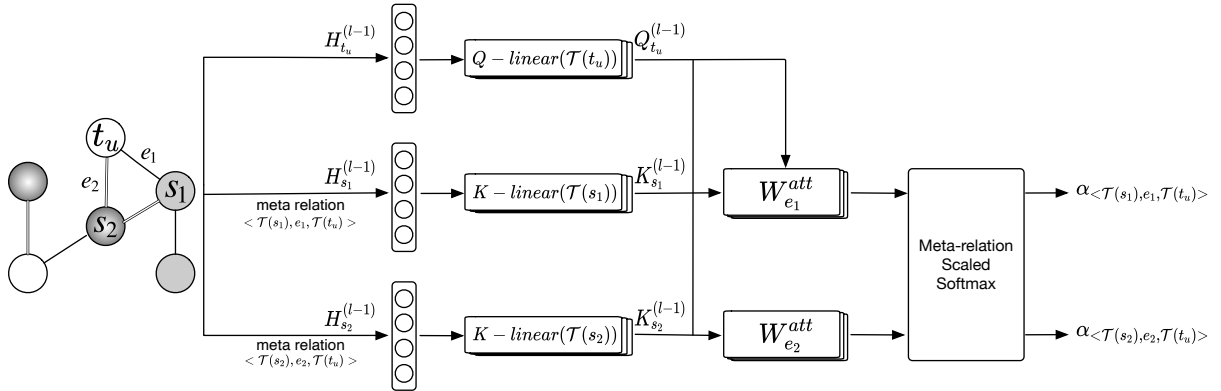 t_u
e_1
e_2
s_1
s_2
H_{t_u}^{(l-1)}
Q - linear(𝒯(t_u))
Q_{t_u}^{(l-1)}
H_{s_1}^{(l-1)}
meta relation
< 𝒯(s_1), e_1, 𝒯(t_u) >
K - linear(𝒯(s_1))
K_{s_1}^{(l-1)}
W_{e_1}^{att}
H_{s_2}^{(l-1)}
meta relation
< 𝒯(s_2), e_2, 𝒯(t_u) >
K - linear(𝒯(s_2))
K_{s_2}^{(l-1)}
W_{e_2}^{att}
Meta-relation
Scaled
Softmax
α_{<𝒯(s_1),e_1,𝒯(t_u)>}
α_{<𝒯(s_2),e_2,𝒯(t_u)>}